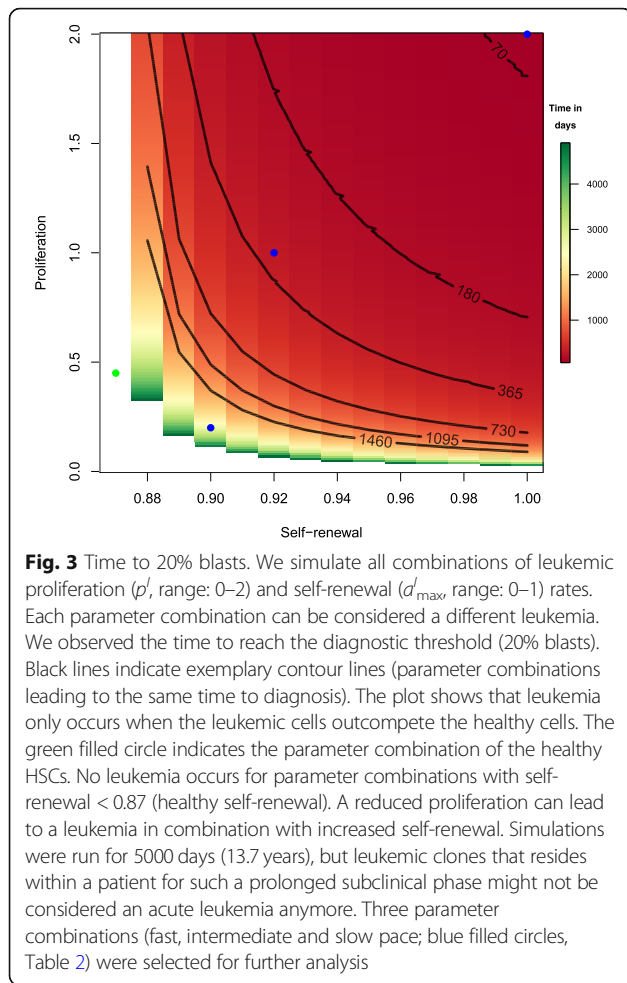 2.0
1.5
1.0
0.5
0.0
Proliferation
70
180
365
730
1095
1460
0.88
0.90
0.92
0.94
0.96
0.98
1.00
Self−renewal
Time in
days
4000
3000
2000
1000
Fig. 3 Time to 20% blasts. We simulate all combinations of leukemic
proliferation (pˡ, range: 0–2) and self-renewal (dˡmax, range: 0–1) rates.
Each parameter combination can be considered a different leukemia.
We observed the time to reach the diagnostic threshold (20% blasts).
Black lines indicate exemplary contour lines (parameter combinations
leading to the same time to diagnosis). The plot shows that leukemia
only occurs when the leukemic cells outcompete the healthy cells. The
green filled circle indicates the parameter combination of the healthy
HSCs. No leukemia occurs for parameter combinations with self-
renewal < 0.87 (healthy self-renewal). A reduced proliferation can lead
to a leukemia in combination with increased self-renewal. Simulations
were run for 5000 days (13.7 years), but leukemic clones that resides
within a patient for such a prolonged subclinical phase might not be
considered an acute leukemia anymore. Three parameter
combinations (fast, intermediate and slow pace; blue filled circles,
Table 2) were selected for further analysis